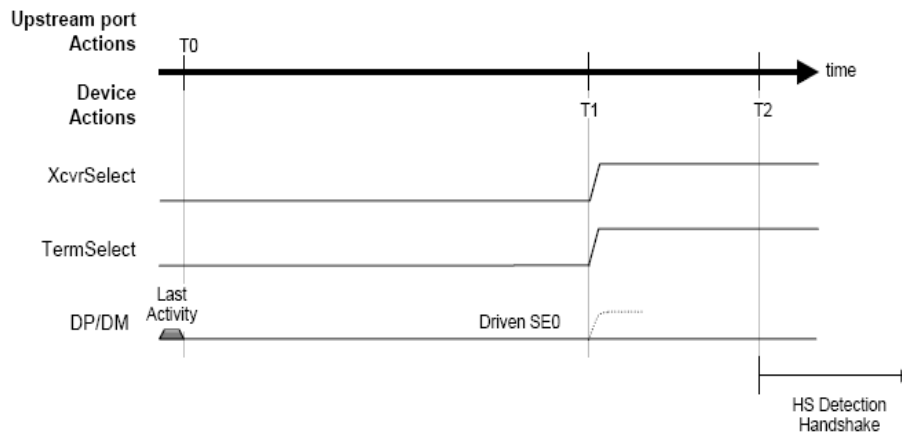 Upstream port
Actions
T0
time
Device
Actions
T1
T2
XcvrSelect
TermSelect
Last
Activity
DP/DM
Driven SE0
HS Detection
Handshake